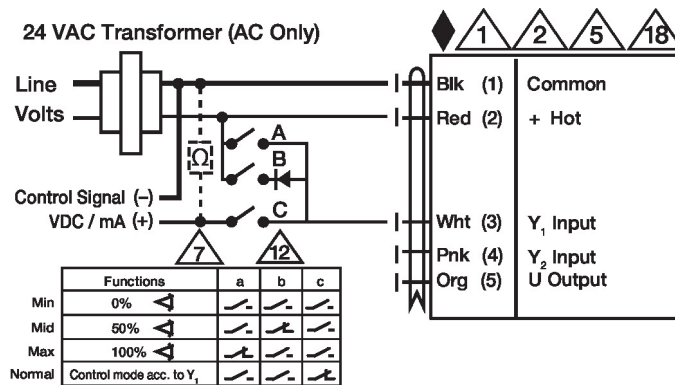 24 VAC Transformer (AC Only)
1 2 5 18
Line
Volts
Blk (1) Common
Red (2) + Hot
A
B
C
Ω
Control Signal (–)
VDC / mA (+)
Wht (3) Y₁ Input
Pnk (4) Y₂ Input
Org (5) U Output
7
12
Functions a b c
Min 0%
Mid 50%
Max 100%
Normal Control mode acc. to Y₁